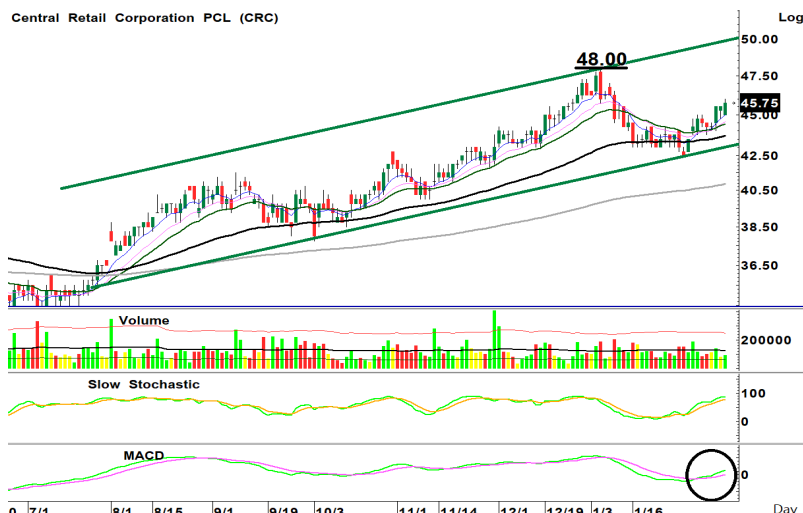 Central Retail Corporation PCL (CRC) Log
50.00
48.00
47.50
45.75
45.00
42.50
40.50
38.50
36.50
Volume
200000
Slow Stochastic
100
0
MACD
0
0 7/1 8/1 8/15 9/1 9/19 10/3 11/1 11/14 12/1 12/19 1/3 1/16 Day